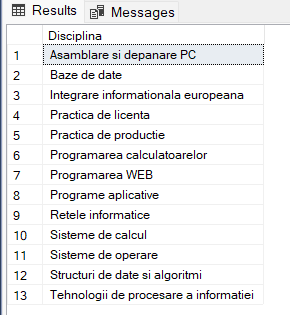 Results Messages
Disciplina
1 Asamblare si depanare PC
2 Baze de date
3 Integrare informationala europeana
4 Practica de licenta
5 Practica de productie
6 Programarea calculatoarelor
7 Programarea WEB
8 Programe aplicative
9 Retele informatice
10 Sisteme de calcul
11 Sisteme de operare
12 Structuri de date si algoritmi
13 Tehnologii de procesare a informatiei